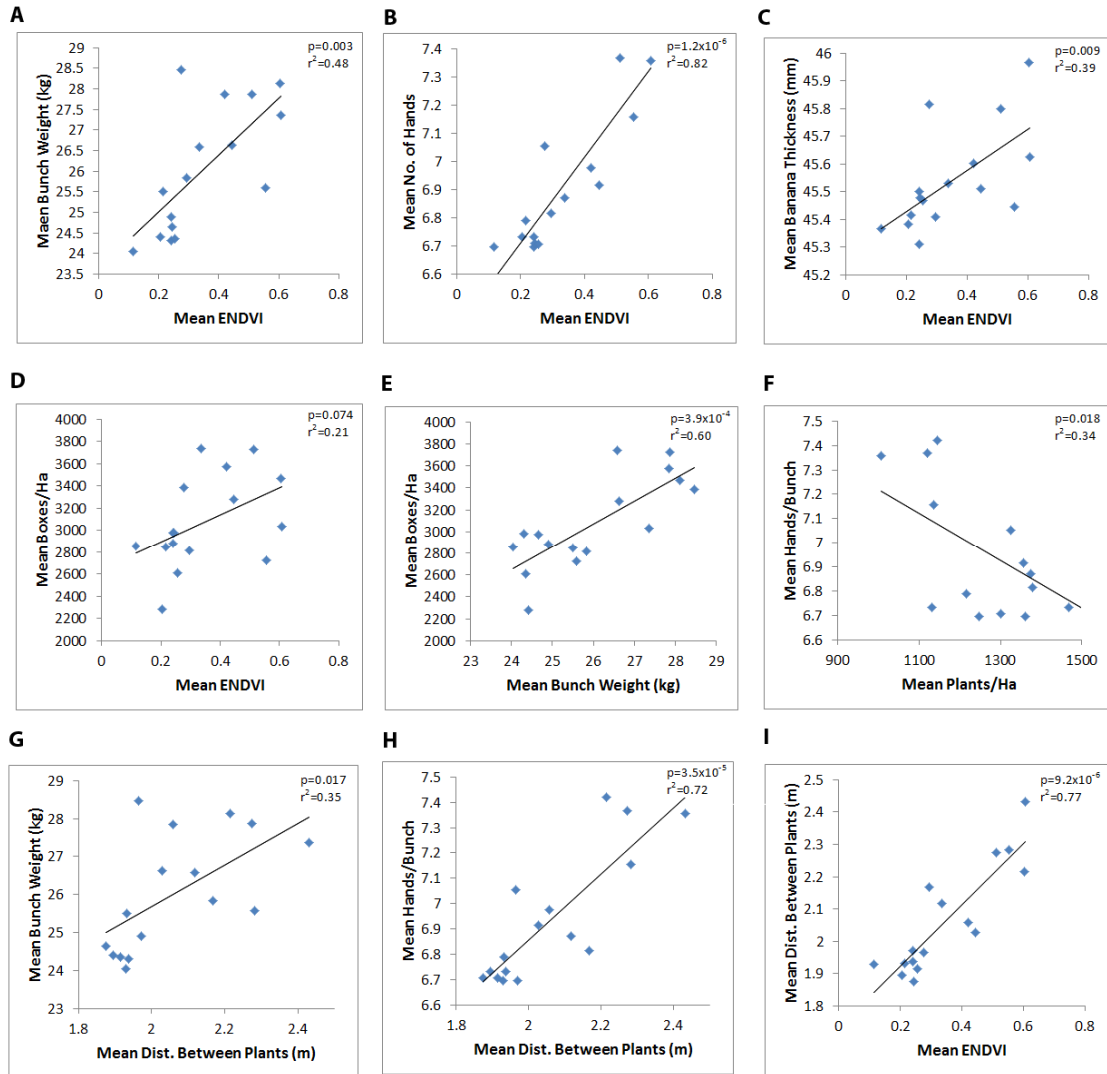 A
p=0.003
r²=0.48
Maen Bunch Weight (kg)
29
28.5
28
27.5
27
26.5
26
25.5
25
24.5
24
23.5
0 0.2 0.4 0.6 0.8
Mean ENDVI
B
p=1.2x10⁻⁶
r²=0.82
Mean No. of Hands
7.4
7.3
7.2
7.1
7
6.9
6.8
6.7
6.6
0 0.2 0.4 0.6 0.8
Mean ENDVI
C
p=0.009
r²=0.39
Mean Banana Thickness (mm)
46
45.9
45.8
45.7
45.6
45.5
45.4
45.3
45.2
0 0.2 0.4 0.6 0.8
Mean ENDVI
D
p=0.074
r²=0.21
Mean Boxes/Ha
4000
3800
3600
3400
3200
3000
2800
2600
2400
2200
2000
0 0.2 0.4 0.6 0.8
Mean ENDVI
E
p=3.9x10⁻⁴
r²=0.60
Mean Boxes/Ha
4000
3800
3600
3400
3200
3000
2800
2600
2400
2200
2000
23 24 25 26 27 28 29
Mean Bunch Weight (kg)
F
p=0.018
r²=0.34
Mean Hands/Bunch
7.5
7.4
7.3
7.2
7.1
7
6.9
6.8
6.7
6.6
900 1100 1300 1500
Mean Plants/Ha
G
p=0.017
r²=0.35
Mean Bunch Weight (kg)
29
28
27
26
25
24
23
1.8 2 2.2 2.4
Mean Dist. Between Plants (m)
H
p=3.5x10⁻⁵
r²=0.72
Mean Hands/Bunch
7.5
7.4
7.3
7.2
7.1
7
6.9
6.8
6.7
6.6
1.8 2 2.2 2.4
Mean Dist. Between Plants (m)
I
p=9.2x10⁻⁶
r²=0.77
Mean Dist. Between Plants (m)
2.5
2.4
2.3
2.2
2.1
2
1.9
1.8
0 0.2 0.4 0.6 0.8
Mean ENDVI